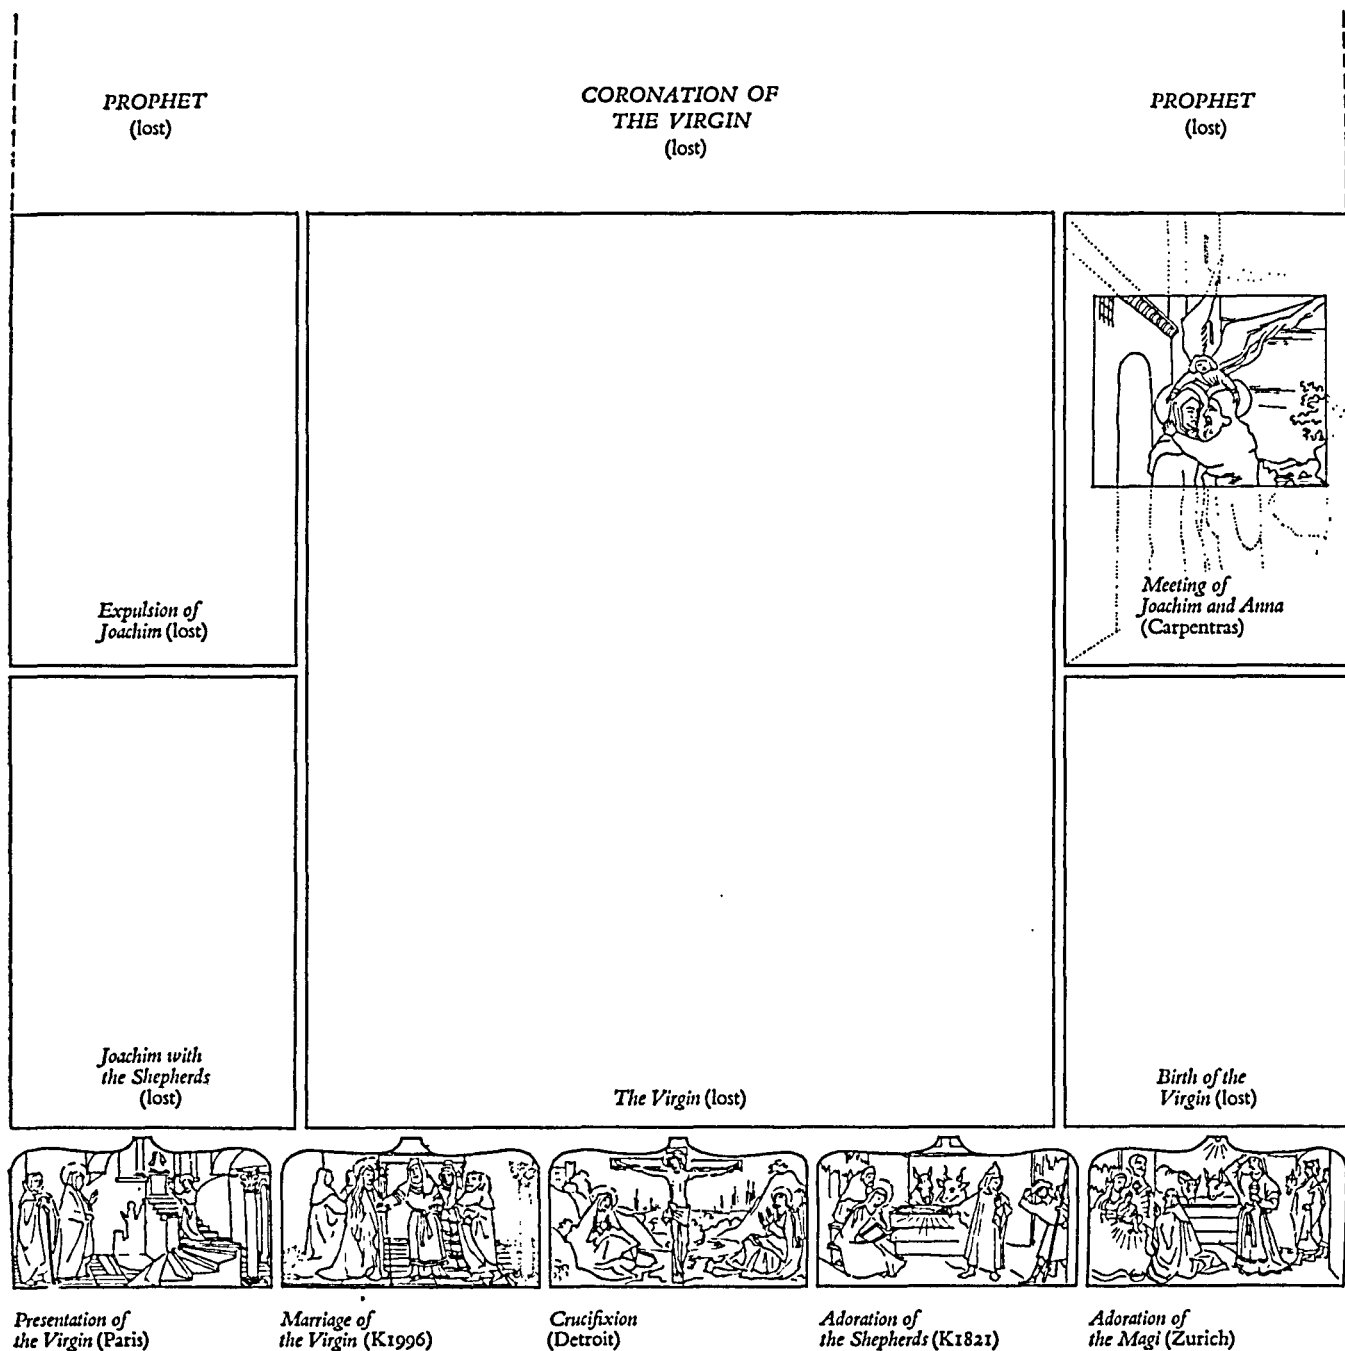 PROPHET
(lost)
CORONATION OF
THE VIRGIN
(lost)
PROPHET
(lost)
Expulsion of
Joachim (lost)
Meeting of
Joachim and Anna
(Carpentras)
Joachim with
the Shepherds
(lost)
The Virgin (lost)
Birth of the
Virgin (lost)
Presentation of
the Virgin (Paris)
Marriage of
the Virgin (K1996)
Crucifixion
(Detroit)
Adoration of
the Shepherds (K1821)
Adoration of
the Magi (Zurich)